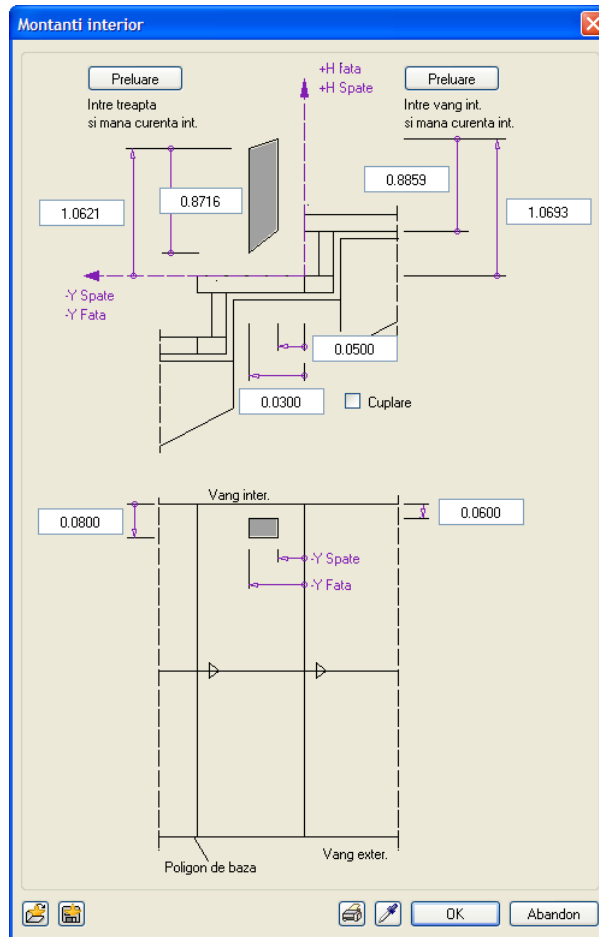 Montanti interior
Preluare
+H fata
+H Spate
Preluare
Intre treapta
si mana curenta int.
Intre vang int.
si mana curenta int.
1.0621
0.8716
0.8859
1.0693
-Y Spate
-Y Fata
0.0500
0.0300
Cuplare
Vang inter.
0.0800
0.0600
-Y Spate
-Y Fata
Poligon de baza
Vang exter.
OK
Abandon